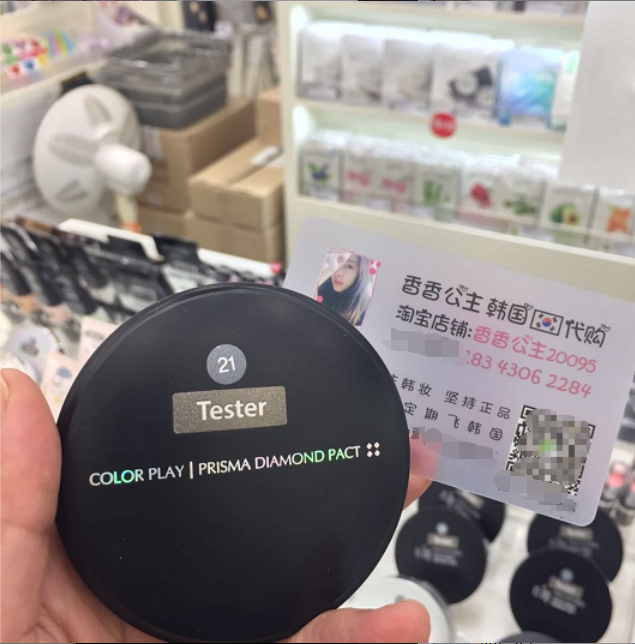 21
Tester
COLOR PLAY | PRISMA DIAMOND PACT
香香公主 韩国🇰🇷代购
淘宝店铺:香香公主20095
183 4306 2284
韩妆 坚持正品
定期飞韩国